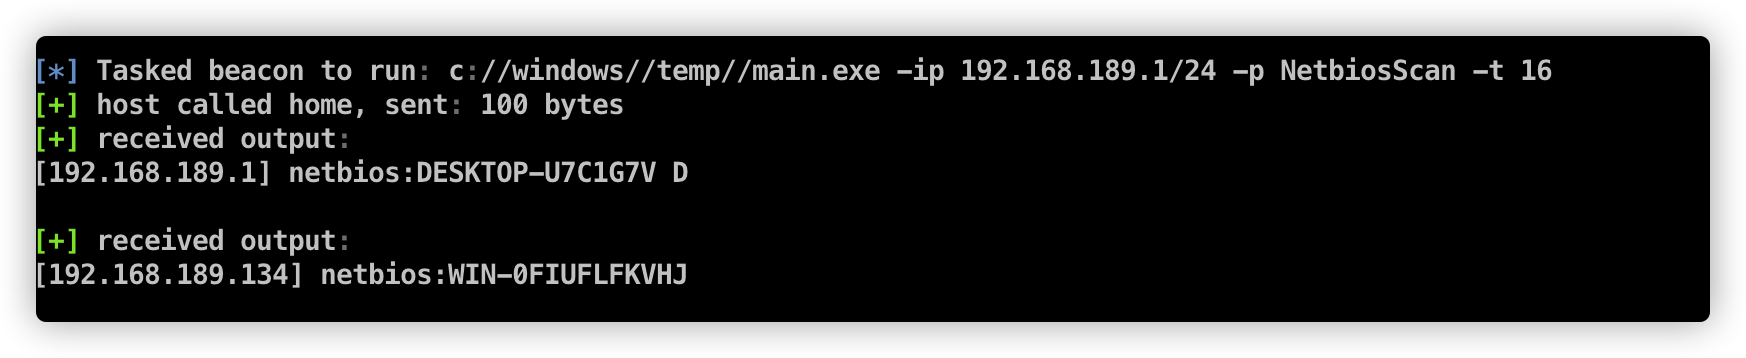 [*] Tasked beacon to run: c://windows//temp//main.exe -ip 192.168.189.1/24 -p NetbiosScan -t 16
[+] host called home, sent: 100 bytes
[+] received output:
[192.168.189.1] netbios:DESKTOP-U7C1G7V D
[+] received output:
[192.168.189.134] netbios:WIN-0FIUFLFKVHJ